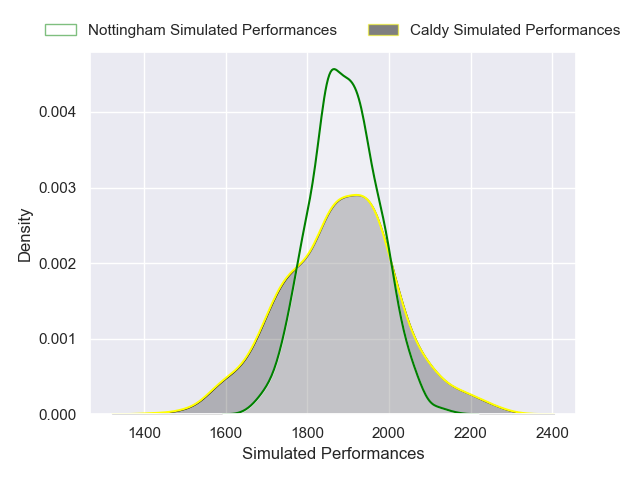 Nottingham Simulated Performances
Caldy Simulated Performances
Density
0.004
0.003
0.002
0.001
0.000
1400 1600 1800 2000 2200 2400
Simulated Performances